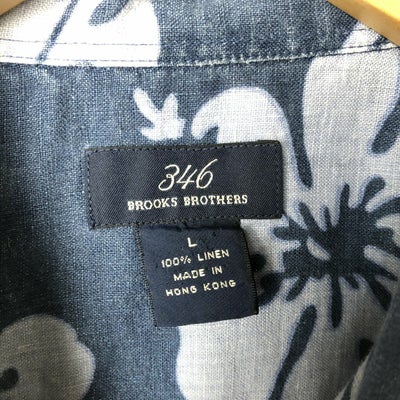 346
BROOKS BROTHERS
L
100% LINEN
MADE IN
HONG KONG